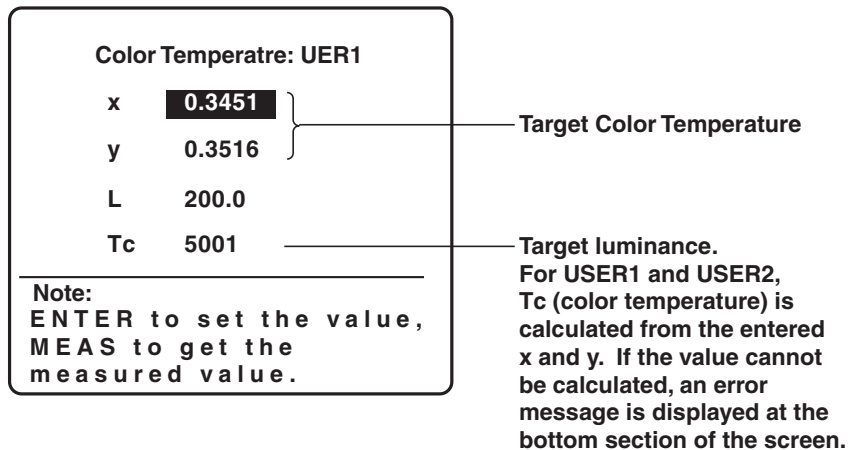 Color Temperatre: UER1
x 0.3451
y 0.3516
L 200.0
Tc 5001
Note:
ENTER to set the value,
MEAS to get the
measured value.
Target Color Temperature
Target luminance.
For USER1 and USER2,
Tc (color temperature) is
calculated from the entered
x and y. If the value cannot
be calculated, an error
message is displayed at the
bottom section of the screen.